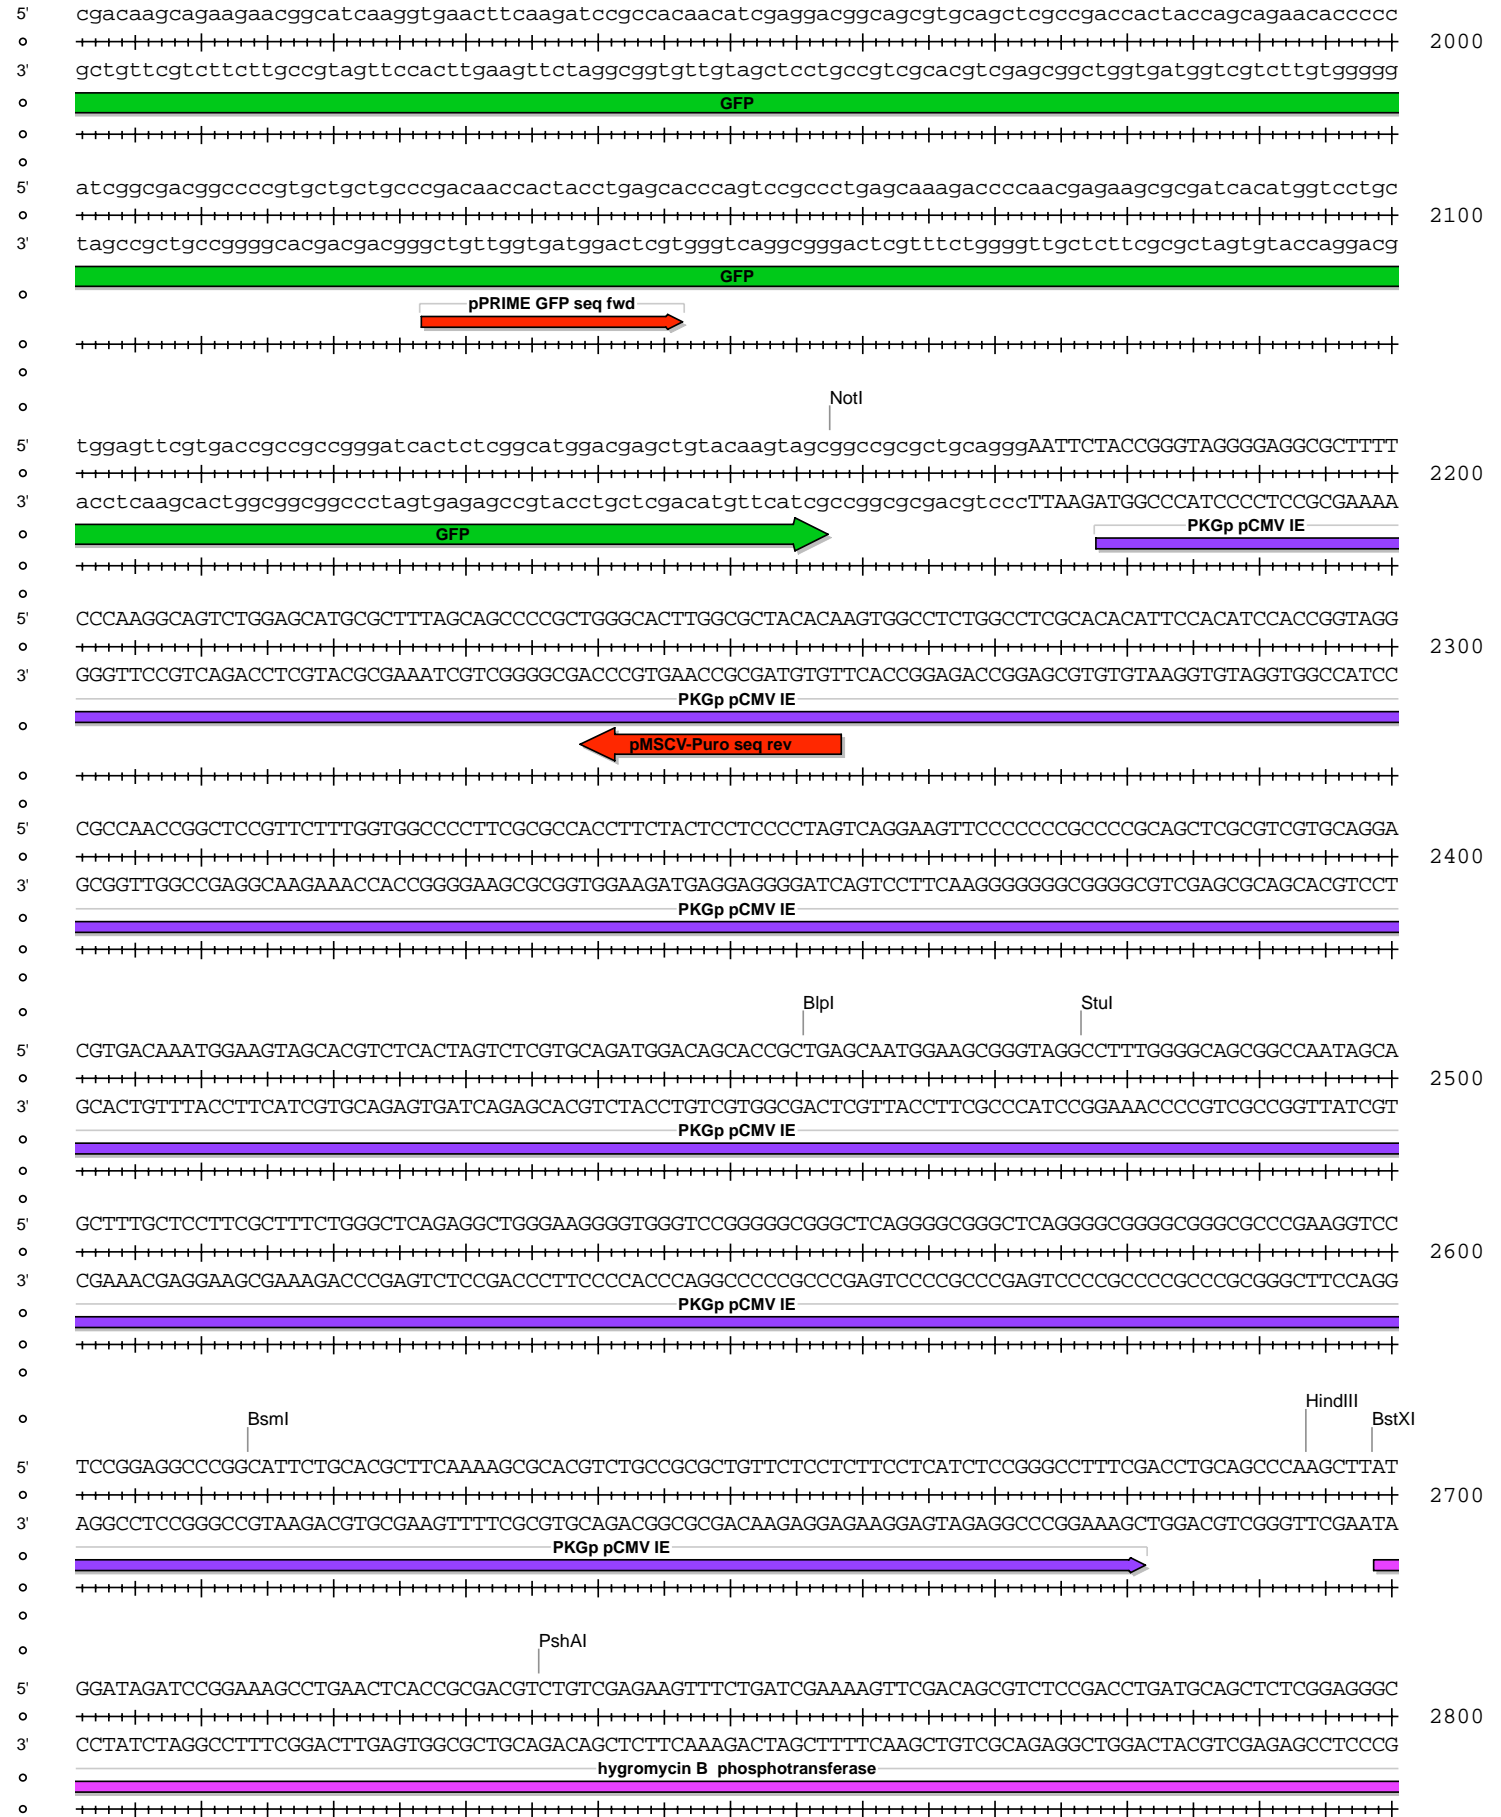 5' cgacaagcagaagaacggcatcaaggtgaacttcaagatccgccacaacatcgaggacggcagcgtgcagctcgccgaccactaccagcagaacaccccc
2000
3' gctgttcgtcttcttgccgtagttccacttgaagttctaggcggtgttgtagctcctgccgtcgcacgtcgagcggctggtgatggtcgtcttgtggggg
GFP
5' atcggcgacggccccgtgctgctgcccgacaaccactacctgagcacccagtccgccctgagcaaagaccccaacgagaagcgcgatcacatggtcctgc
2100
3' tagccgctgccggggcacgacgacgggctgttggtgatggactcgtgggtcaggcgggactcgtttctggggttgctcttcgcgctagtgtaccaggacg
GFP
pPRIME GFP seq fwd
NotI
5' tggagttcgtgaccgccgccgggatcactctcggcatggacgagctgtacaagtagcggccgcgctgcagggAATTCTACCGGGTAGGGGAGGCGCTTTT
2200
3' acctcaagcactggcggcggccctagtgagagccgtacctgctcgacatgttcatcgccggcgcgacgtcccTTAAGATGGCCCATCCCCTCCGCGAAAA
GFP
PKGp pCMV IE
5' CCCAAGGCAGTCTGGAGCATGCGCTTTAGCAGCCCCGCTGGGCACTTGGCGCTACACAAGTGGCCTCTGGCCTCGCACACATTCCACATCCACCGGTAGG
2300
3' GGGTTCCGTCAGACCTCGTACGCGAAATCGTCGGGGCGACCCGTGAACCGCGATGTGTTCACCGGAGACCGGAGCGTGTGTAAGGTGTAGGTGGCCATCC
PKGp pCMV IE
pMSCV-Puro seq rev
5' CGCCAACCGGCTCCGTTCTTTGGTGGCCCCTTCGCGCCACCTTCTACTCCTCCCCTAGTCAGGAAGTTCCCCCCCGCCCCGCAGCTCGCGTCGTGCAGGA
2400
3' GCGGTTGGCCGAGGCAAGAAACCACCGGGGAAGCGCGGTGGAAGATGAGGAGGGGATCAGTCCTTCAAGGGGGGGCGGGGCGTCGAGCGCAGCACGTCCT
PKGp pCMV IE
BlpI
StuI
5' CGTGACAAATGGAAGTAGCACGTCTCACTAGTCTCGTGCAGATGGACAGCACCGCTGAGCAATGGAAGCGGGTAGGCCTTTGGGGCAGCGGCCAATAGCA
2500
3' GCACTGTTTACCTTCATCGTGCAGAGTGATCAGAGCACGTCTACCTGTCGTGGCGACTCGTTACCTTCGCCCATCCGGAAACCCCGTCGCCGGTTATCGT
PKGp pCMV IE
5' GCTTTGCTCCTTCGCTTTCTGGGCTCAGAGGCTGGGAAGGGGTGGGTCCGGGGGCGGGCTCAGGGGCGGGCTCAGGGGCGGGGCGGGCGCCCGAAGGTCC
2600
3' CGAAACGAGGAAGCGAAAGACCCGAGTCTCCGACCCTTCCCCACCCAGGCCCCCGCCCGAGTCCCCGCCCGAGTCCCCGCCCCGCCCGCGGGCTTCCAGG
PKGp pCMV IE
BsmI
HindIII
BstXI
5' TCCGGAGGCCCGGCATTCTGCACGCTTCAAAAGCGCACGTCTGCCGCGCTGTTCTCCTCTTCCTCATCTCCGGGCCTTTCGACCTGCAGCCCAAGCTTAT
2700
3' AGGCCTCCGGGCCGTAAGACGTGCGAAGTTTTCGCGTGCAGACGGCGCGACAAGAGGAGAAGGAGTAGAGGCCCGGAAAGCTGGACGTCGGGTTCGAATA
PKGp pCMV IE
PshAI
5' GGATAGATCCGGAAAGCCTGAACTCACCGCGACGTCTGTCGAGAAGTTTCTGATCGAAAAGTTCGACAGCGTCTCCGACCTGATGCAGCTCTCGGAGGGC
2800
3' CCTATCTAGGCCTTTCGGACTTGAGTGGCGCTGCAGACAGCTCTTCAAAGACTAGCTTTTCAAGCTGTCGCAGAGGCTGGACTACGTCGAGAGCCTCCCG
hygromycin B phosphotransferase